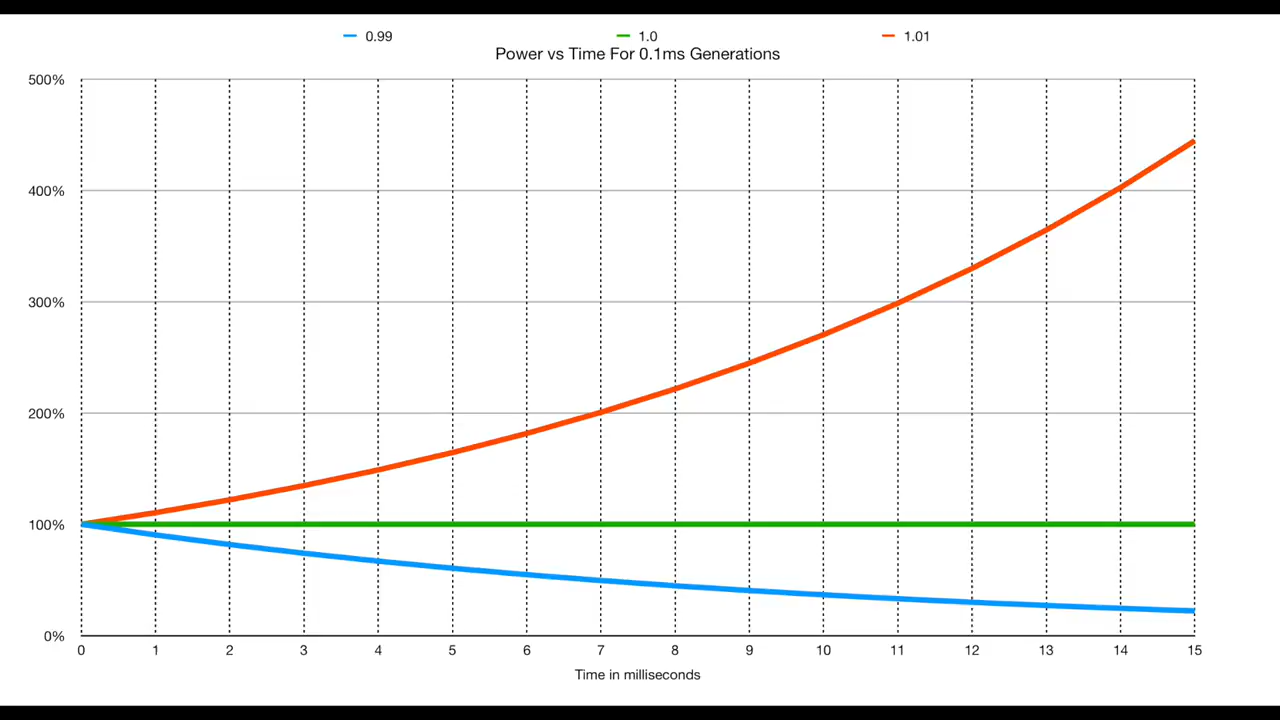 0.99 1.0 1.01
Power vs Time For 0.1ms Generations
500%
400%
300%
200%
100%
0%
0 1 2 3 4 5 6 7 8 9 10 11 12 13 14 15
Time in milliseconds